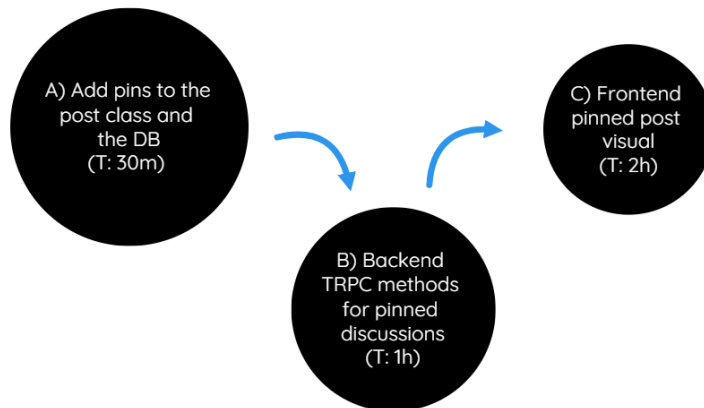 A) Add pins to the
post class and
the DB
(T: 30m)
B) Backend
TRPC methods
for pinned
discussions
(T: 1h)
C) Frontend
pinned post
visual
(T: 2h)